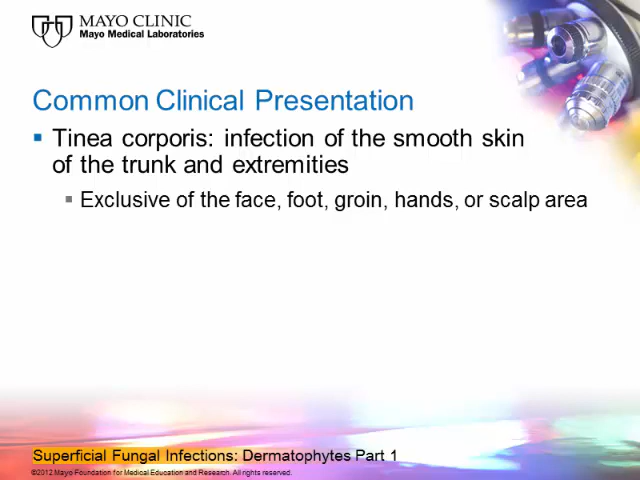 MAYO CLINIC
Mayo Medical Laboratories
Common Clinical Presentation
Tinea corporis: infection of the smooth skin
of the trunk and extremities
Exclusive of the face, foot, groin, hands, or scalp area
Superficial Fungal Infections: Dermatophytes Part 1
©2012 Mayo Foundation for Medical Education and Research. All rights reserved.